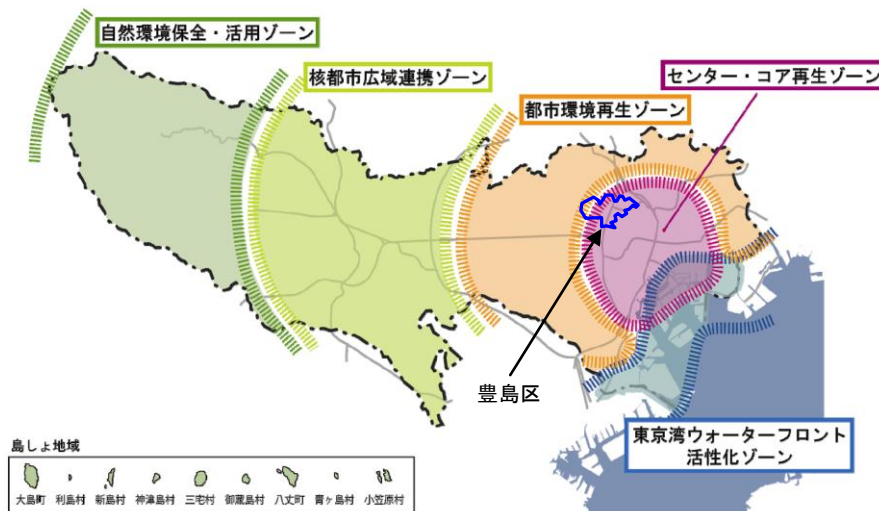 自然環境保全・活用ゾーン
核都市広域連携ゾーン
センター・コア再生ゾーン
都市環境再生ゾーン
豊島区
東京湾ウォーターフロント
活性化ゾーン
島しょ地域
大島町 利島村 新島村 神津島村 三宅村 御蔵島村 八丈町 青ヶ島村 小笠原村